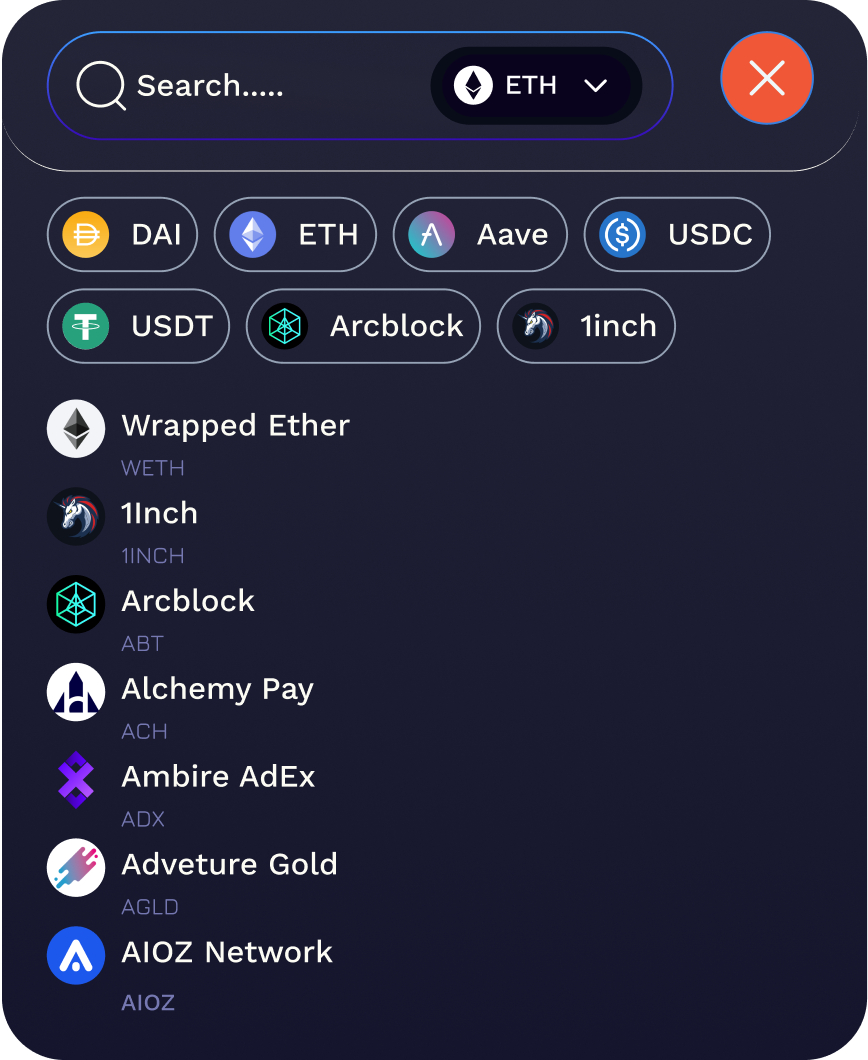 Search.....
ETH
DAI
ETH
Aave
USDC
USDT
Arcblock
1inch
Wrapped Ether
WETH
1Inch
1INCH
Arcblock
ABT
Alchemy Pay
ACH
Ambire AdEx
ADX
Adveture Gold
AGLD
AIOZ Network
AIOZ